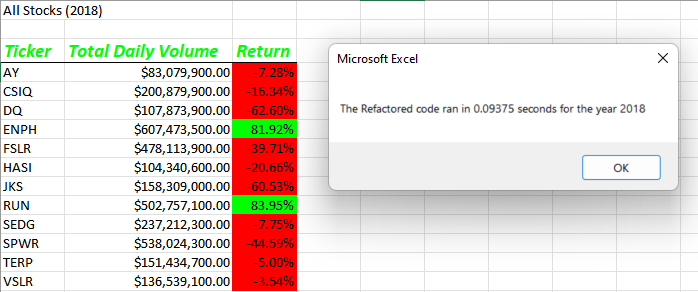 All Stocks (2018)
Ticker Total Daily Volume Return
AY $83,079,900.00 -7.28%
CSIQ $200,879,900.00 -16.34%
DQ $107,873,900.00 -62.60%
ENPH $607,473,500.00 81.92%
FSLR $478,113,900.00 -39.71%
HASI $104,340,600.00 -20.66%
JKS $158,309,000.00 -60.53%
RUN $502,757,100.00 83.95%
SEDG $237,212,300.00 -7.75%
SPWR $538,024,300.00 -44.59%
TERP $151,434,700.00 -5.00%
VSLR $136,539,100.00 -3.54%
Microsoft Excel
The Refactored code ran in 0.09375 seconds for the year 2018
OK